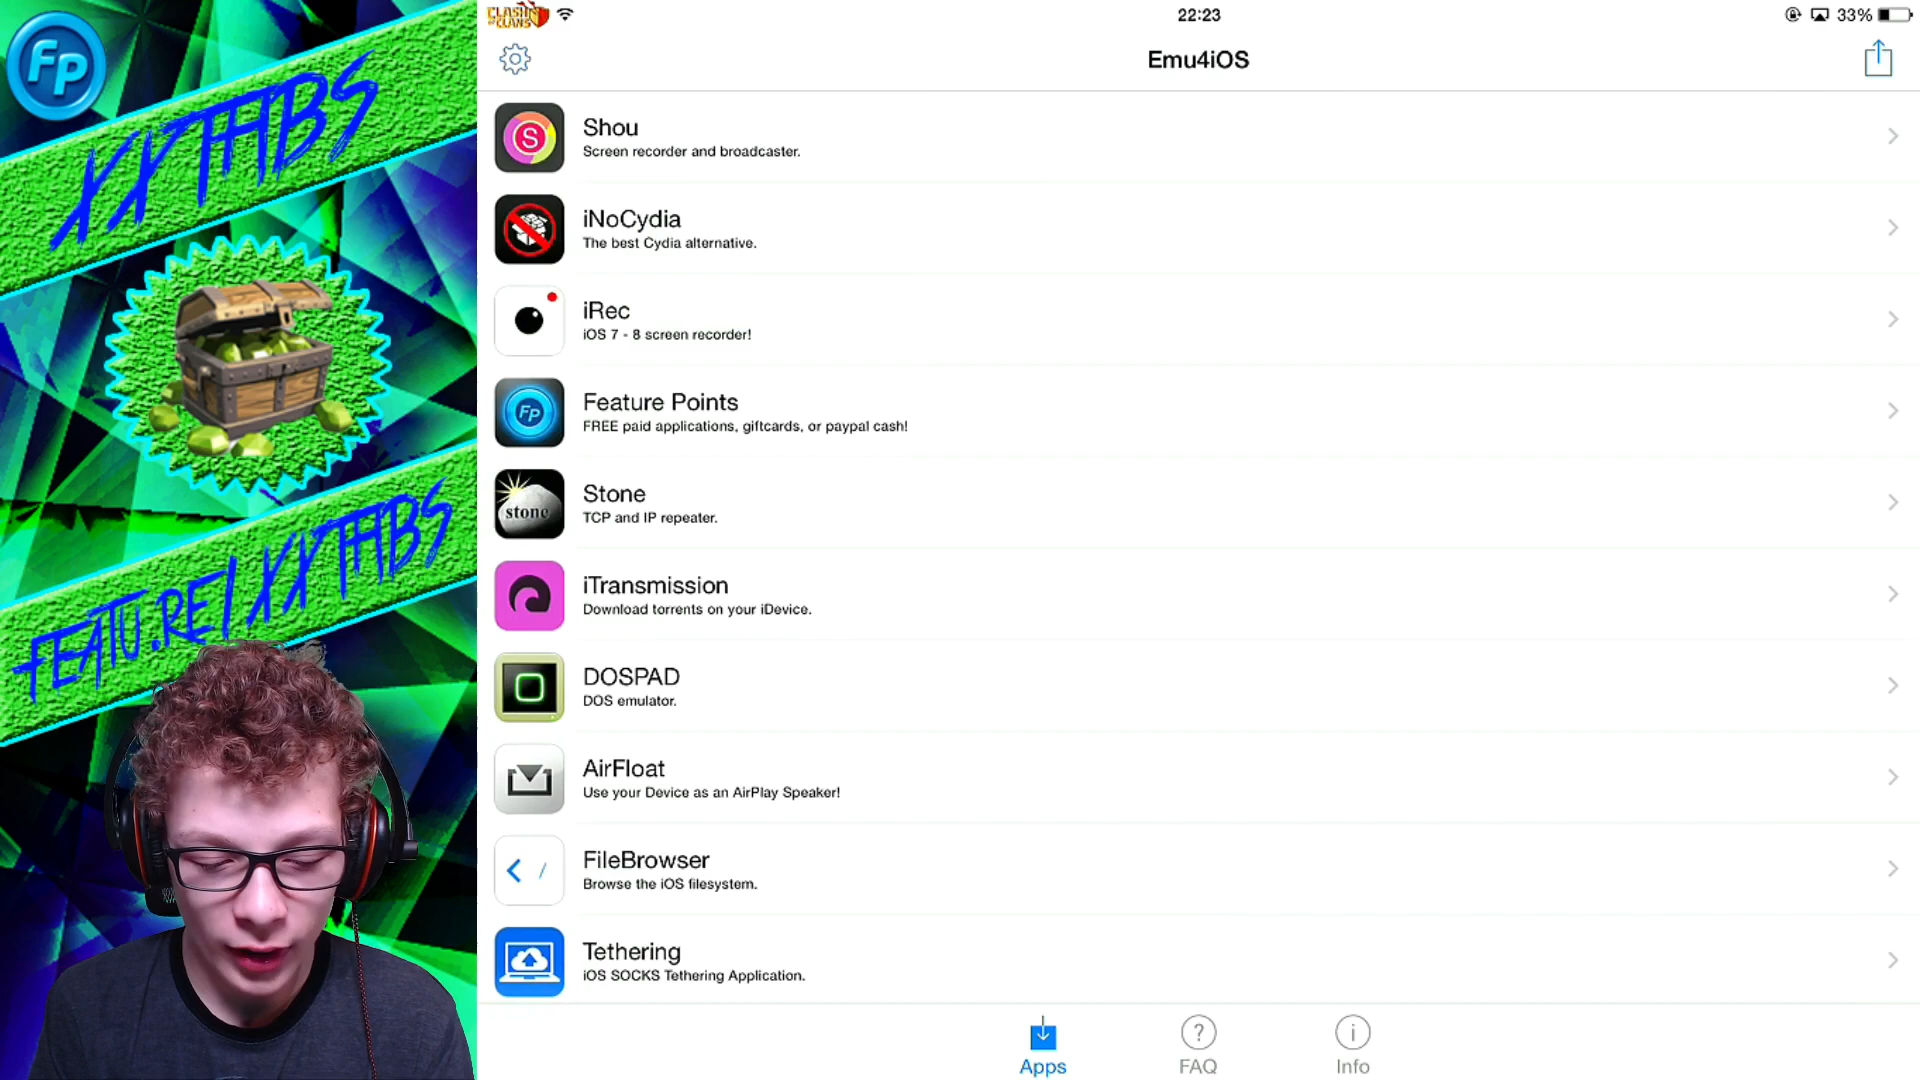 Fp
XXTHBS
FEATU.RE/XXTHBS
CLASH OF CLANS
22:23
33%
Emu4iOS
S
Shou
Screen recorder and broadcaster.
iNoCydia
The best Cydia alternative.
iRec
iOS 7 - 8 screen recorder!
Fp
Feature Points
FREE paid applications, giftcards, or paypal cash!
stone
Stone
TCP and IP repeater.
iTransmission
Download torrents on your iDevice.
DOSPAD
DOS emulator.
AirFloat
Use your Device as an AirPlay Speaker!
/
FileBrowser
Browse the iOS filesystem.
Tethering
iOS SOCKS Tethering Application.
Apps
?
FAQ
i
Info